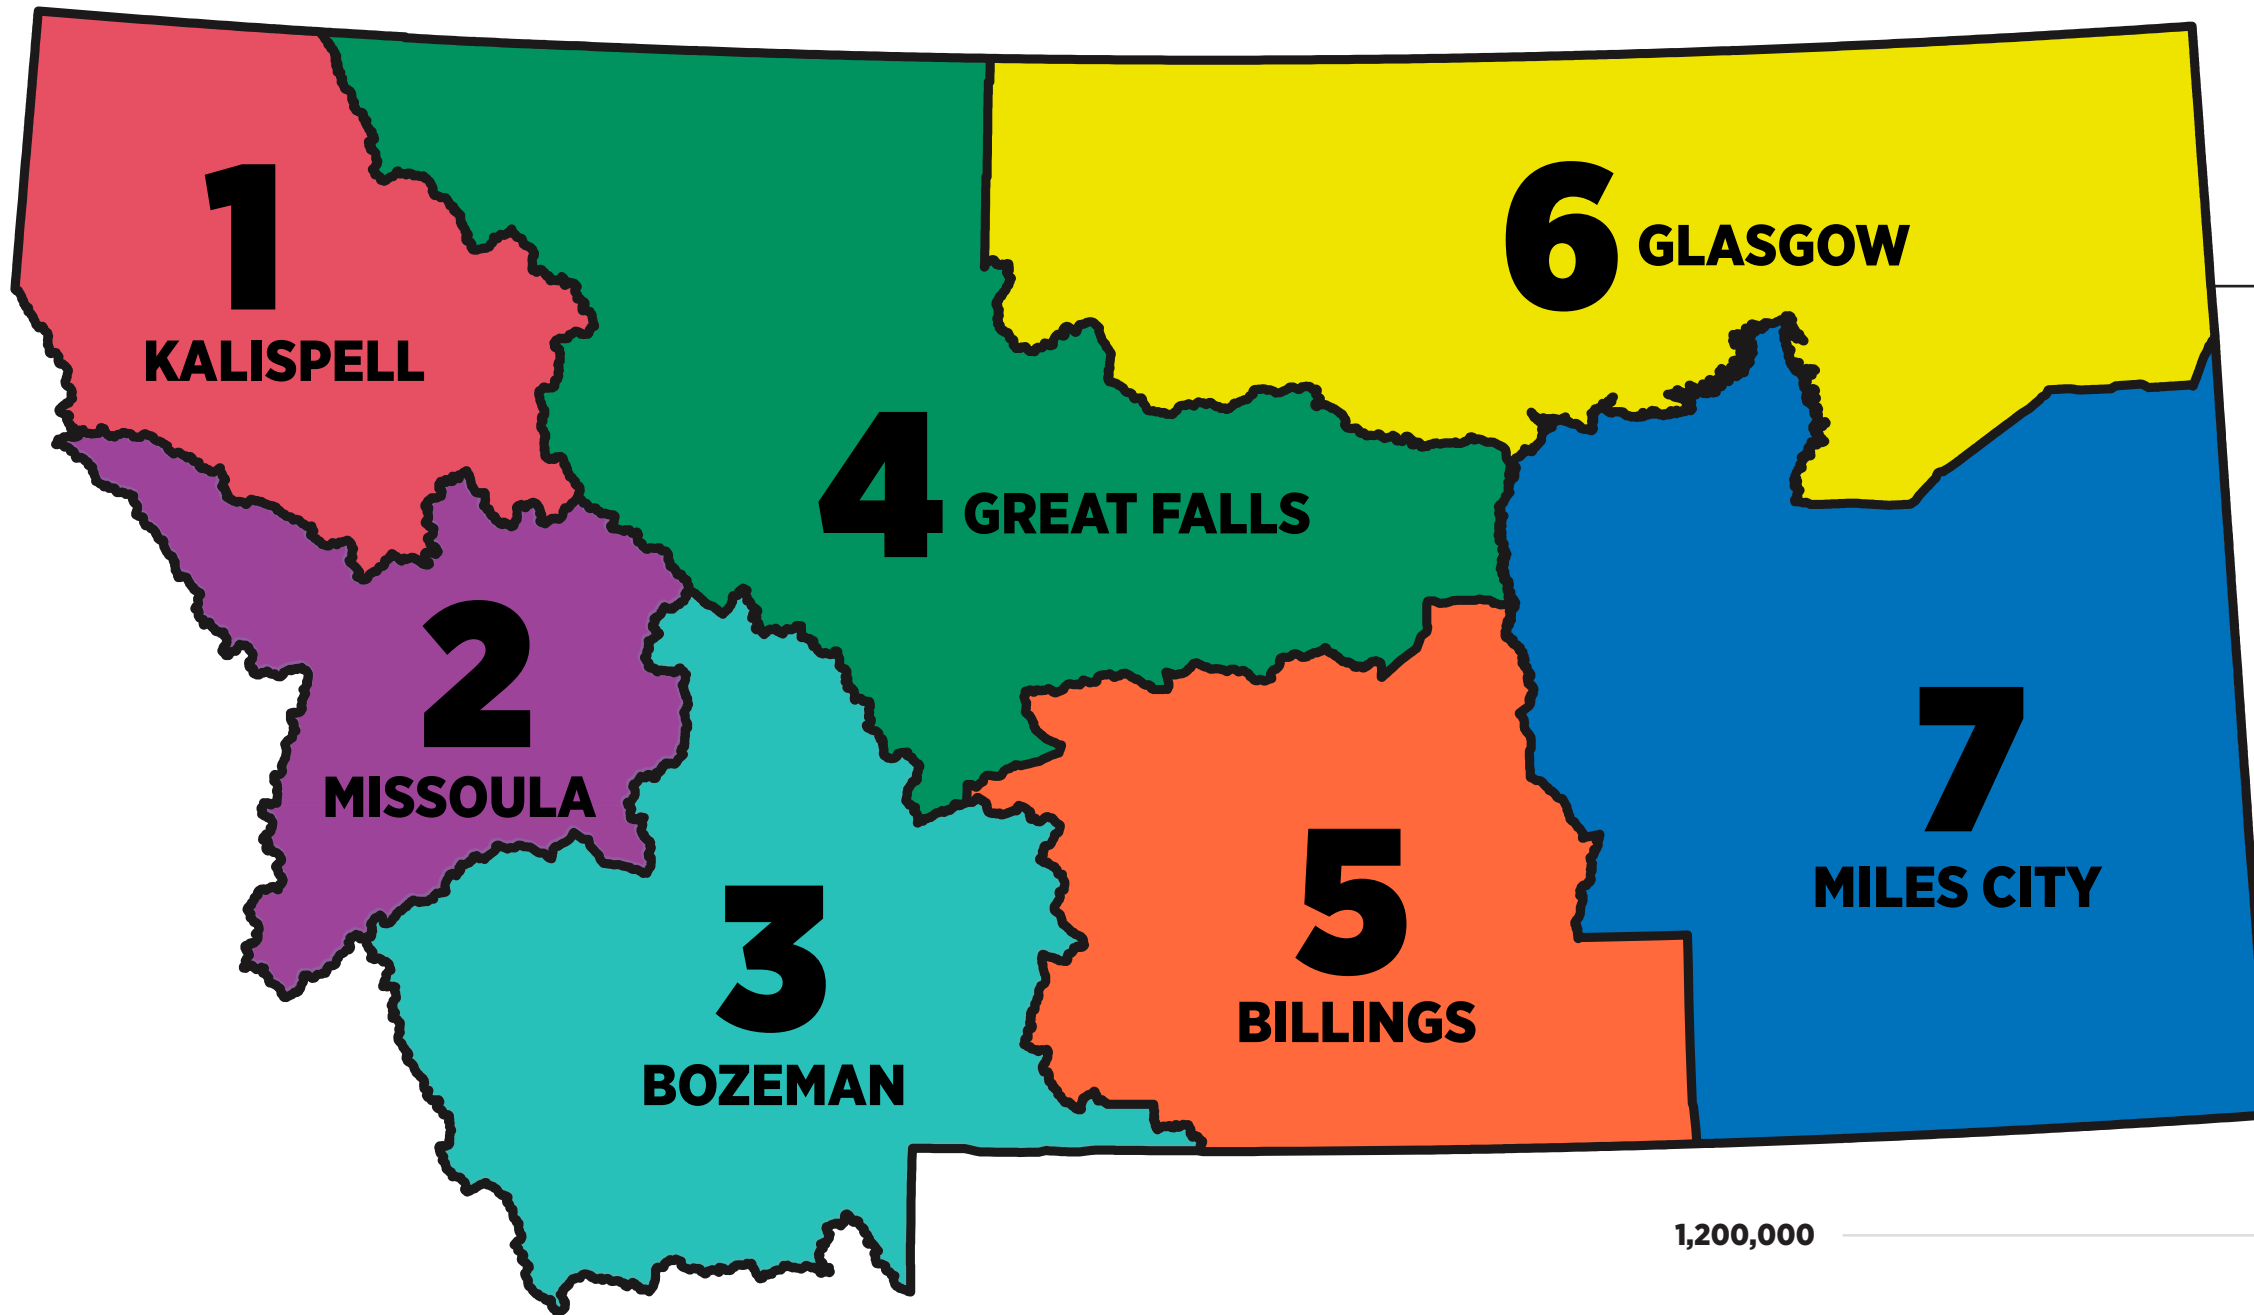 1
KALISPELL
6 GLASGOW
4 GREAT FALLS
2
MISSOULA
7
MILES CITY
5
BILLINGS
3
BOZEMAN
1,200,000